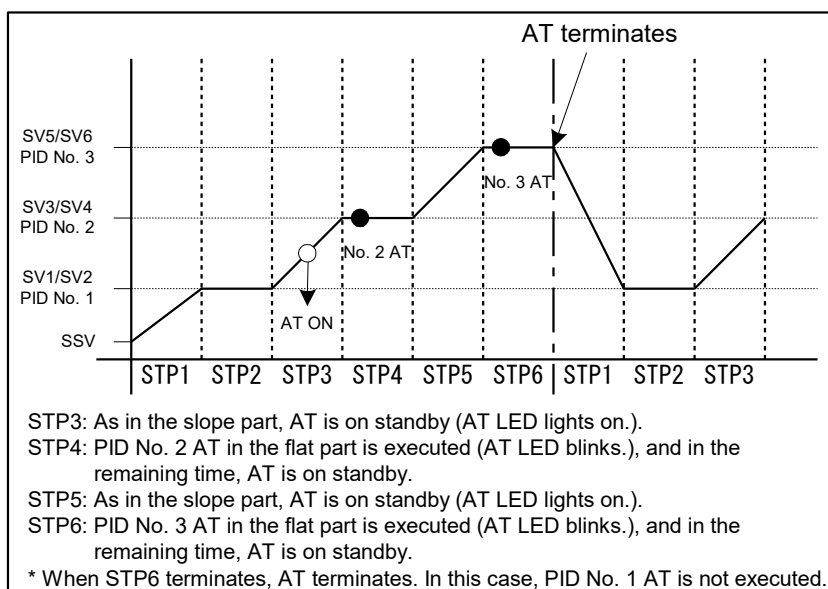 AT terminates
SV5/SV6
PID No. 3
No. 3 AT
SV3/SV4
PID No. 2
No. 2 AT
SV1/SV2
PID No. 1
AT ON
SSV
STP1 STP2 STP3 STP4 STP5 STP6 STP1 STP2 STP3
STP3: As in the slope part, AT is on standby (AT LED lights on.).
STP4: PID No. 2 AT in the flat part is executed (AT LED blinks.), and in the
remaining time, AT is on standby.
STP5: As in the slope part, AT is on standby (AT LED lights on.).
STP6: PID No. 3 AT in the flat part is executed (AT LED blinks.), and in the
remaining time, AT is on standby.
* When STP6 terminates, AT terminates. In this case, PID No. 1 AT is not executed.